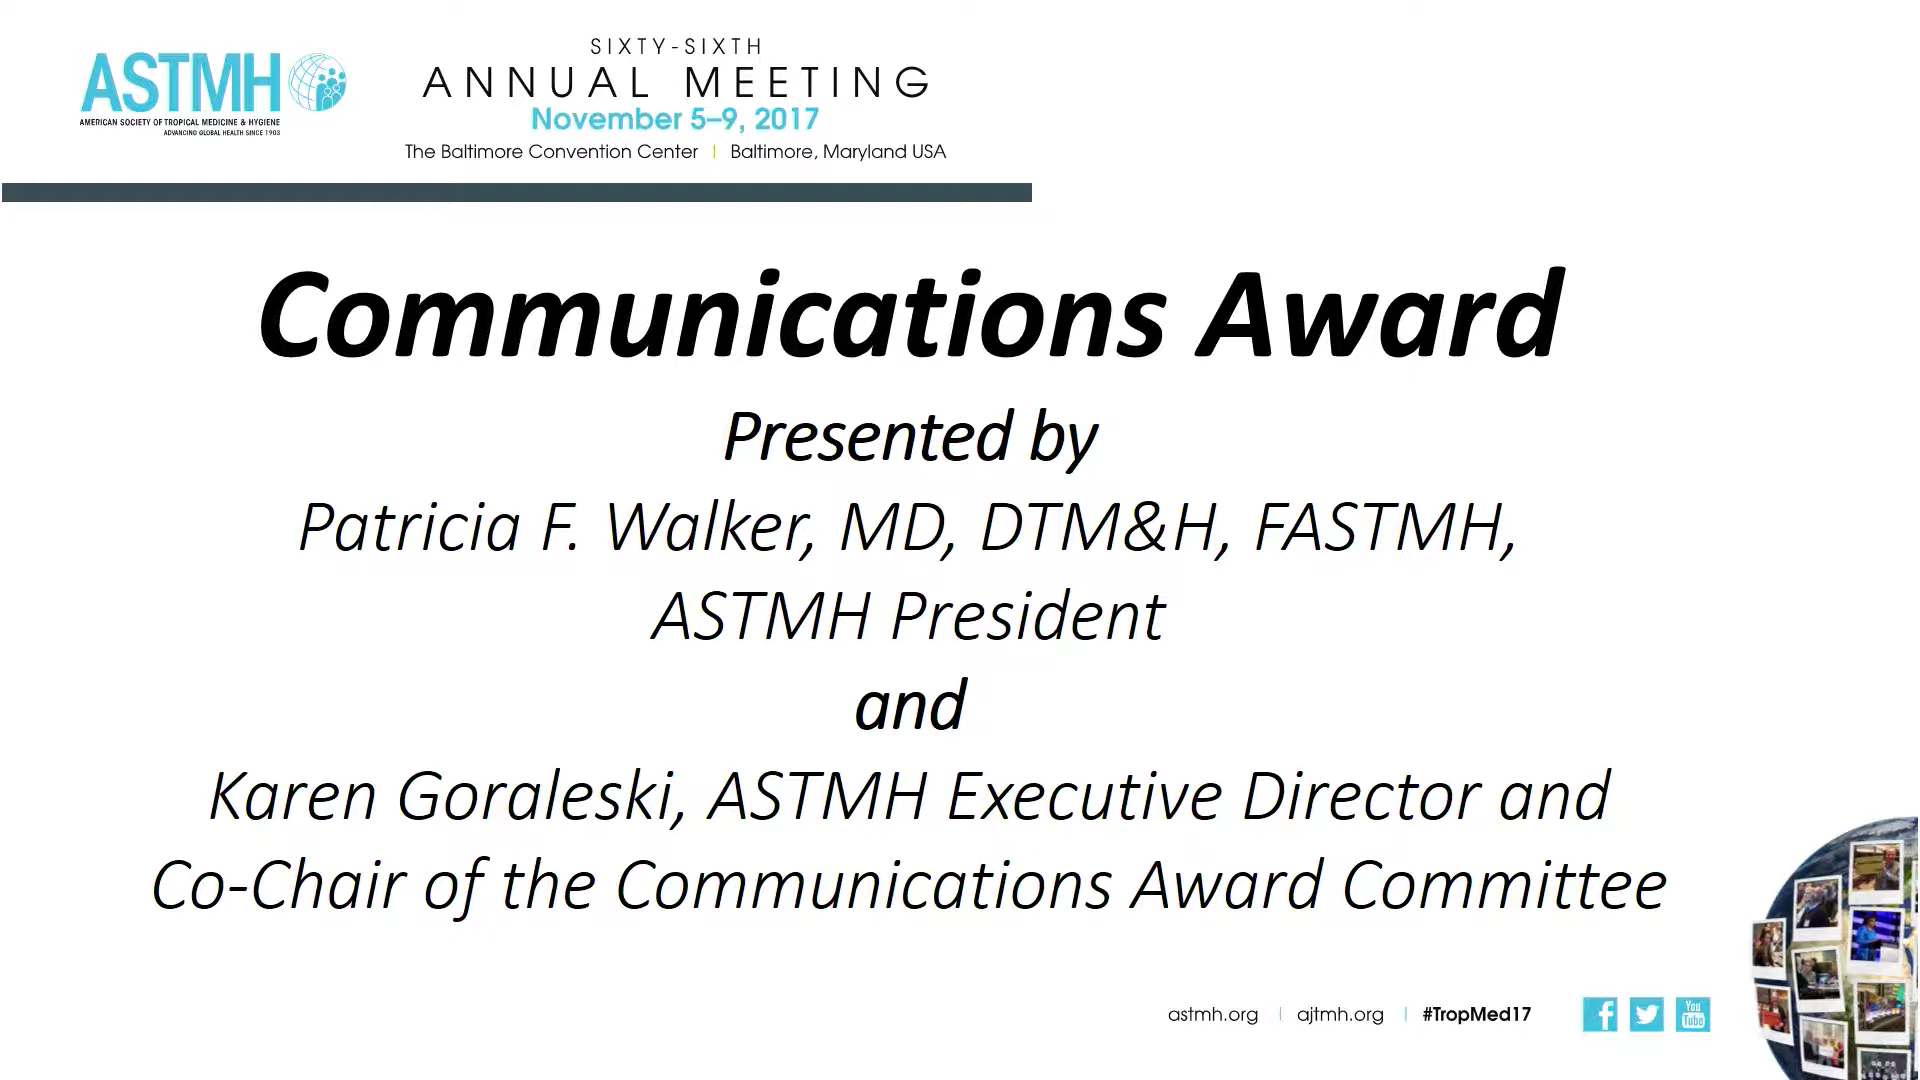 ASTMH
AMERICAN SOCIETY OF TROPICAL MEDICINE & HYGIENE
ADVANCING GLOBAL HEALTH SINCE 1903
SIXTY-SIXTH
ANNUAL MEETING
November 5–9, 2017
The Baltimore Convention Center | Baltimore, Maryland USA
Communications Award
Presented by
Patricia F. Walker, MD, DTM&H, FASTMH,
ASTMH President
and
Karen Goraleski, ASTMH Executive Director and
Co-Chair of the Communications Award Committee
astmh.org | ajtmh.org | #TropMed17
You
Tube